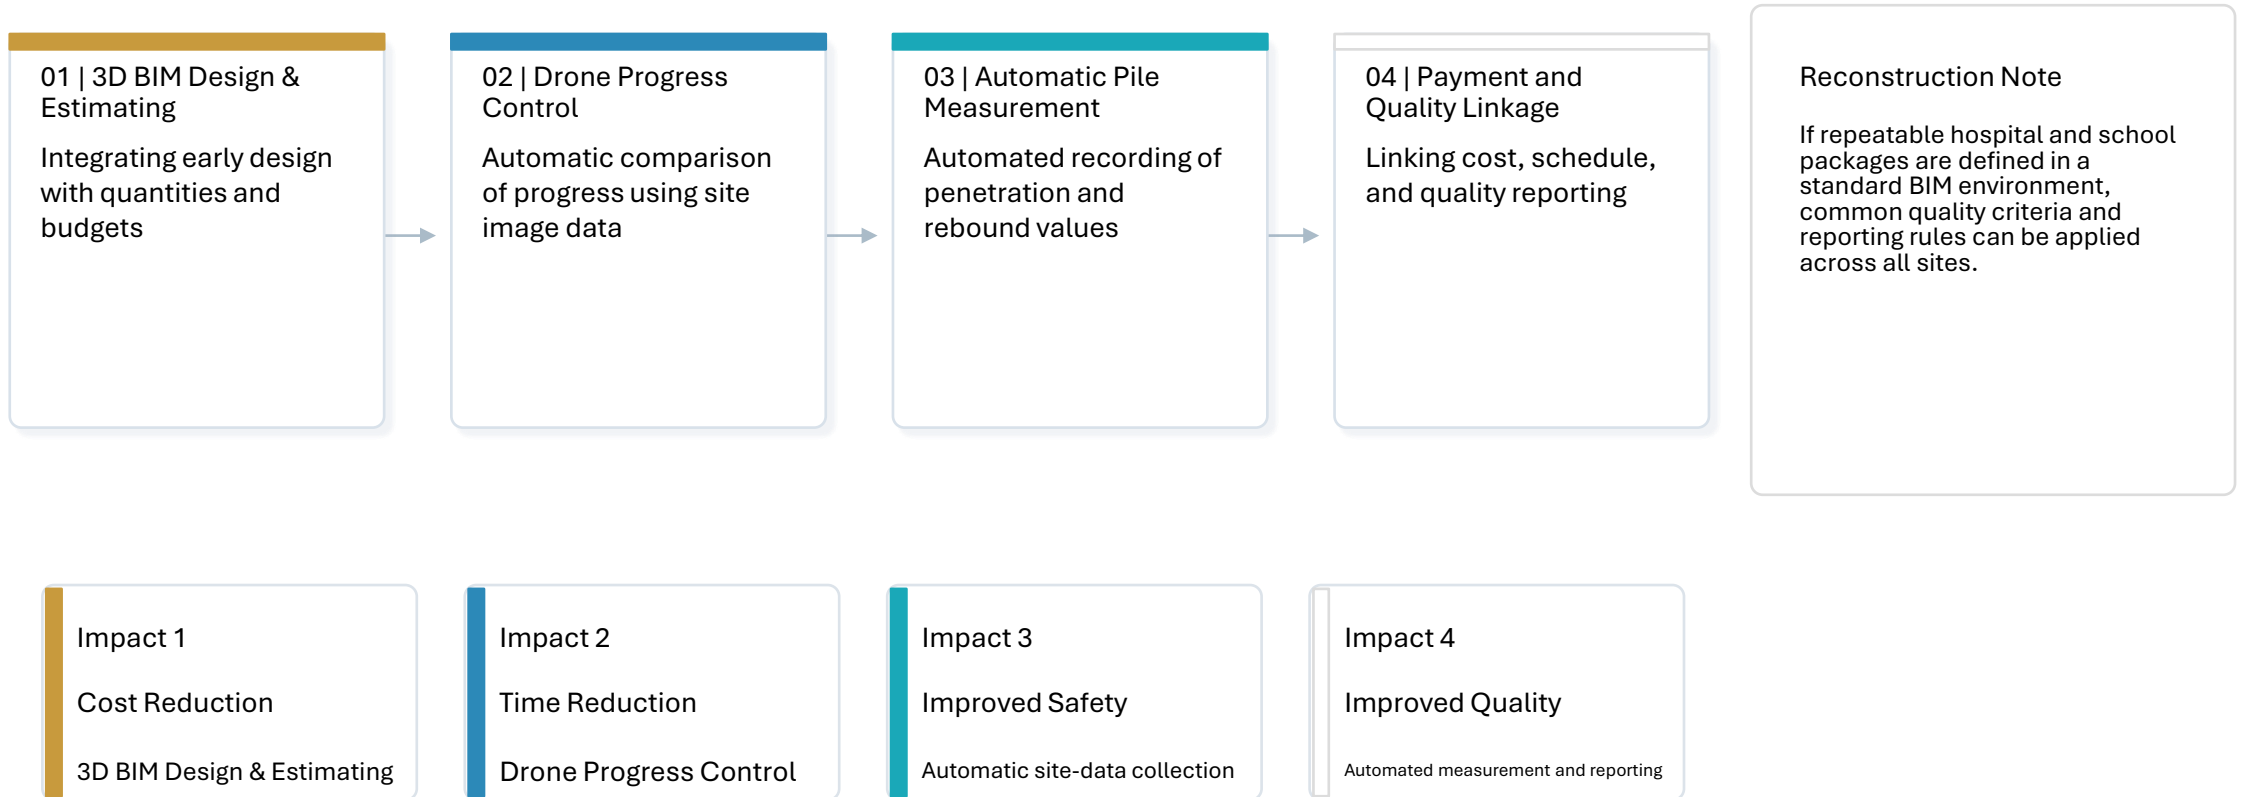 01 | 3D BIM Design &
Estimating
Integrating early design
with quantities and
budgets
02 | Drone Progress
Control
Automatic comparison
of progress using site
image data
03 | Automatic Pile
Measurement
Automated recording of
penetration and
rebound values
04 | Payment and
Quality Linkage
Linking cost, schedule,
and quality reporting
Reconstruction Note
If repeatable hospital and school
packages are defined in a
standard BIM environment,
common quality criteria and
reporting rules can be applied
across all sites.
Impact 1
Cost Reduction
3D BIM Design & Estimating
Impact 2
Time Reduction
Drone Progress Control
Impact 3
Improved Safety
Automatic site-data collection
Impact 4
Improved Quality
Automated measurement and reporting